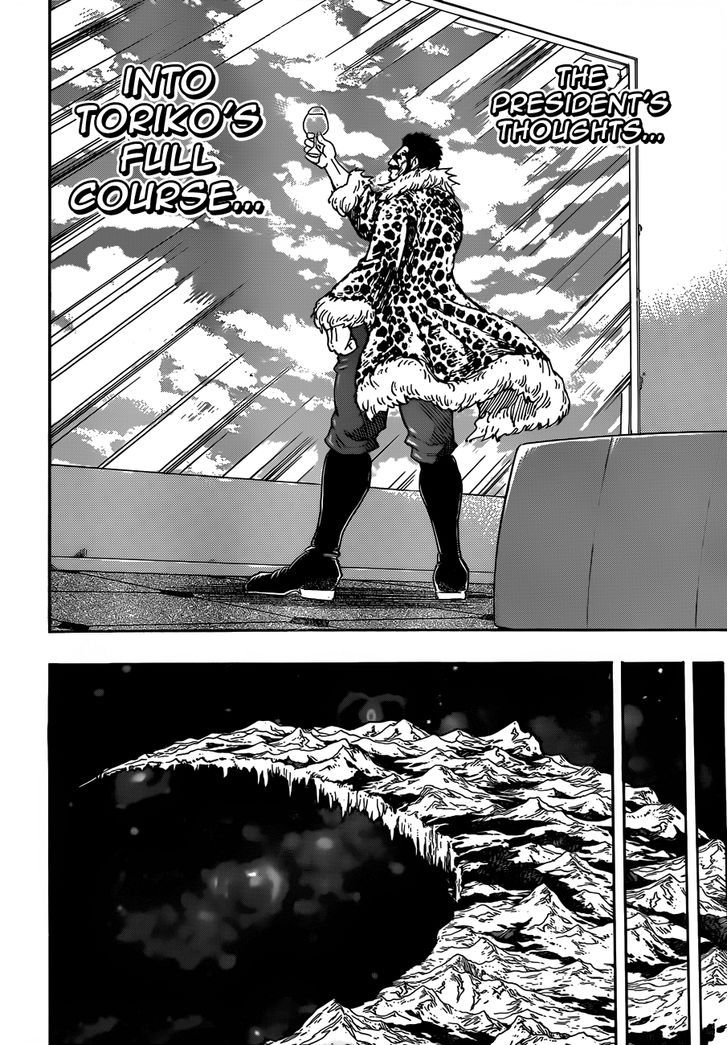 THE
PRESIDENT'S
THOUGHTS...
INTO
TORIKO'S
FULL
COURSE...